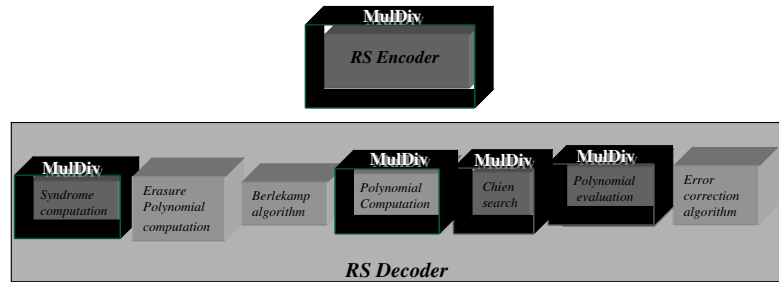 MulDiv
RS Encoder
MulDiv
Syndrome
computation
Erasure
Polynomial
computation
Berlekamp
algorithm
MulDiv
Polynomial
Computation
MulDiv
Chien
search
MulDiv
Polynomial
evaluation
Error
correction
algorithm
RS Decoder